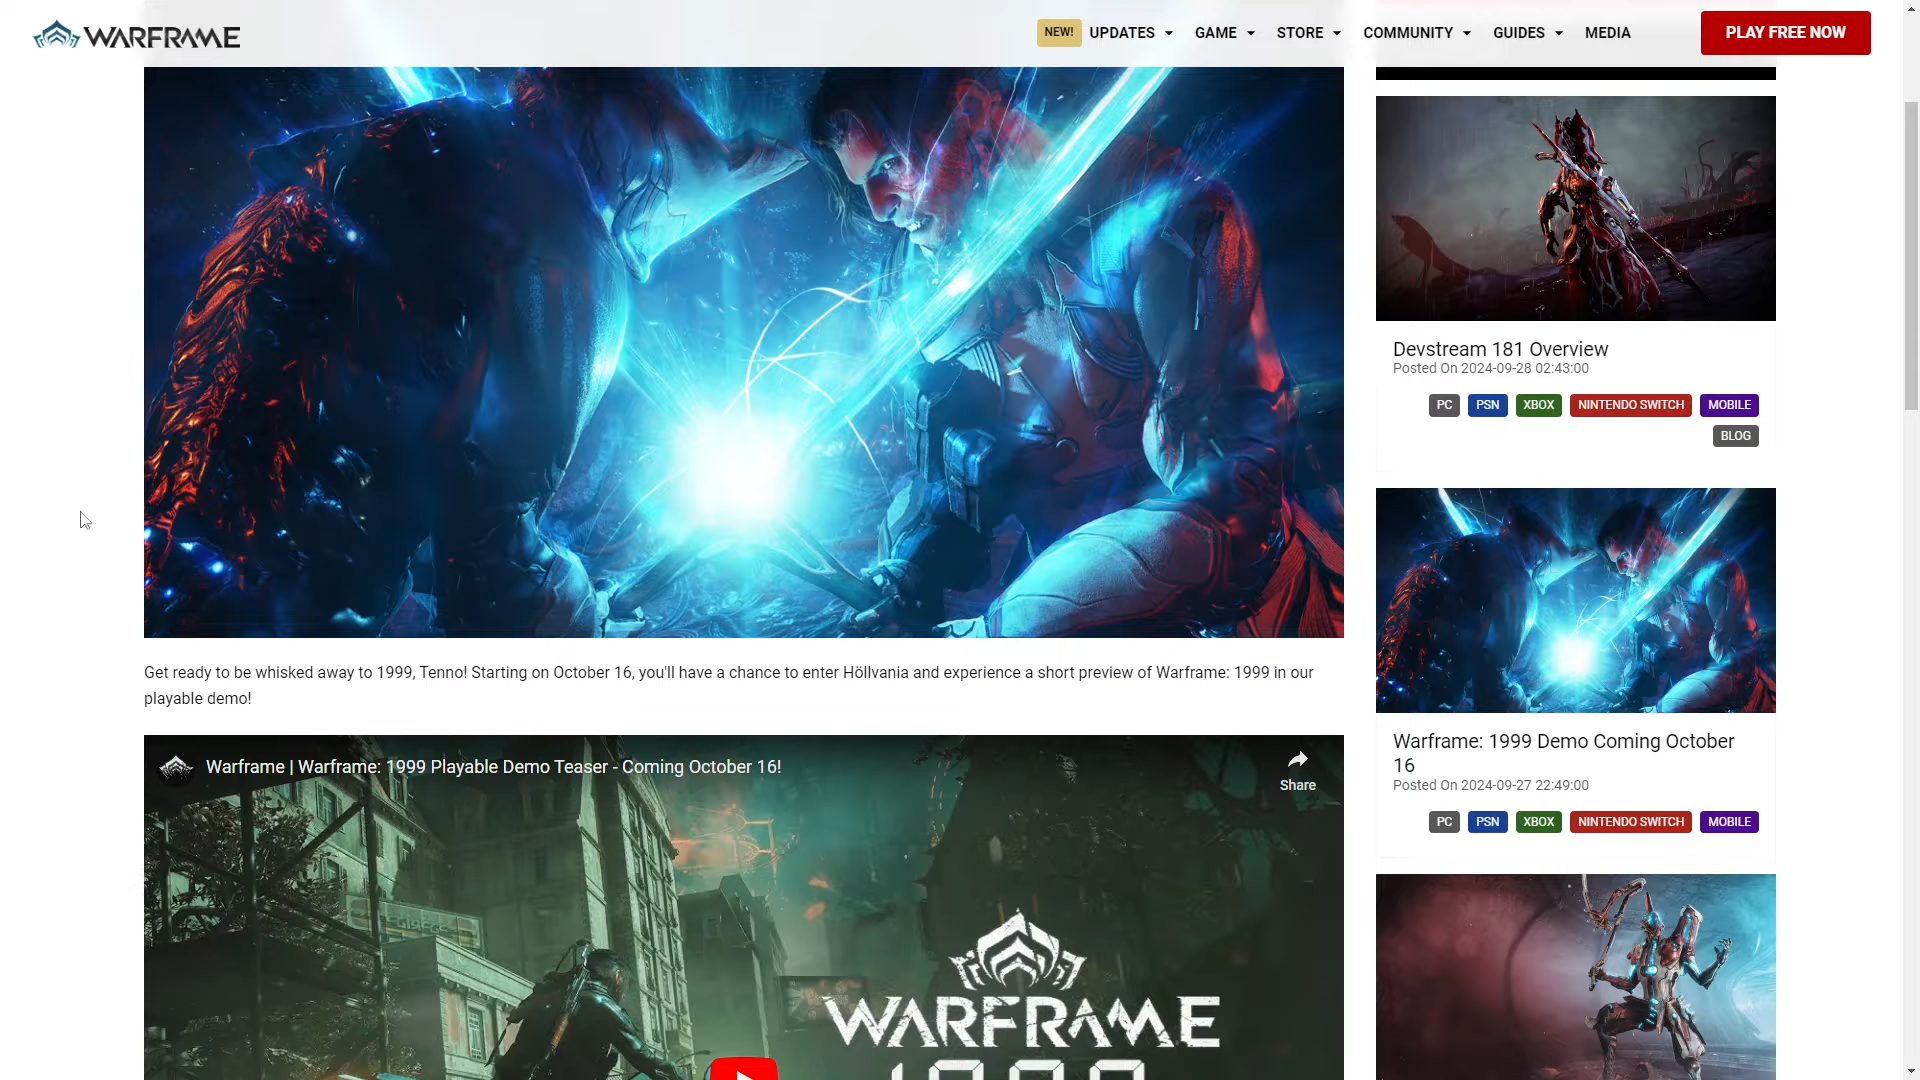 WARFRAME
NEW! UPDATES GAME STORE COMMUNITY GUIDES MEDIA PLAY FREE NOW
Devstream 181 Overview
Posted On 2024-09-28 02:43:00
PC PSN XBOX NINTENDO SWITCH MOBILE
BLOG
Get ready to be whisked away to 1999, Tenno! Starting on October 16, you'll have a chance to enter Höllvania and experience a short preview of Warframe: 1999 in our
playable demo!
Warframe: 1999 Demo Coming October
16
Posted On 2024-09-27 22:49:00
PC PSN XBOX NINTENDO SWITCH MOBILE
Warframe | Warframe: 1999 Playable Demo Teaser - Coming October 16!
Share
WARFRAME
1999